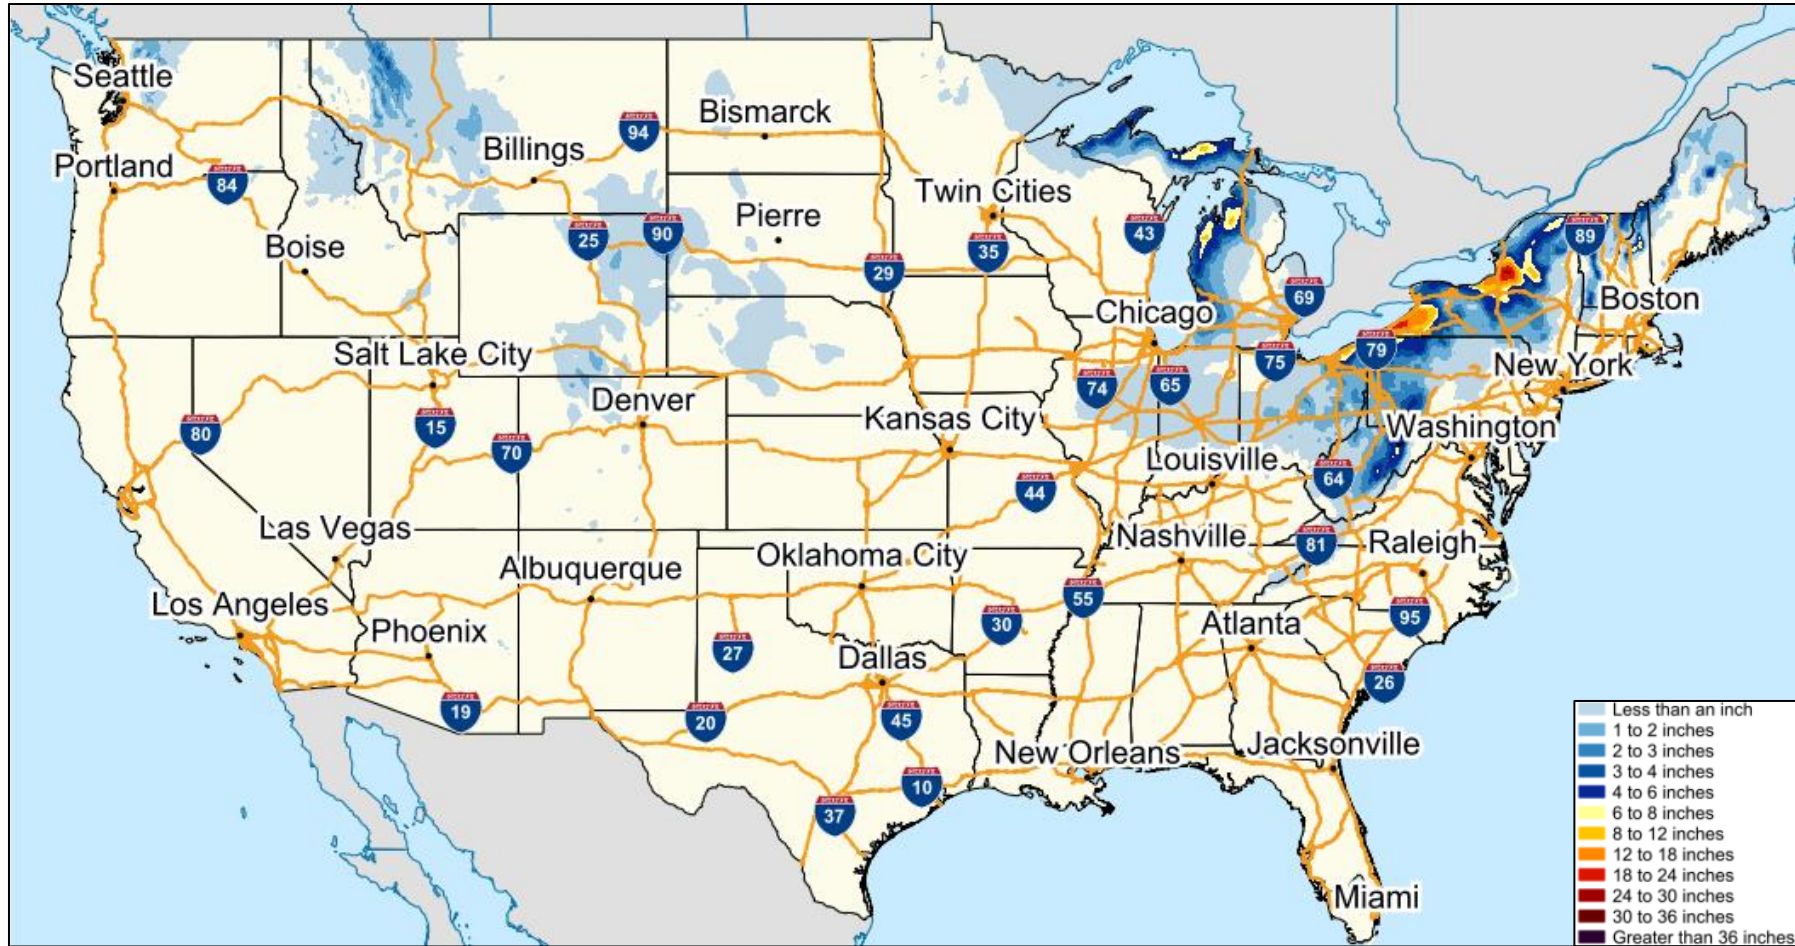 Seattle
Bismarck
94
Billings
Portland
84
Twin Cities
Pierre
25
90
43
89
Boise
35
29
69
Boston
Chicago
Salt Lake City
79
75
New York
74
65
Denver
Kansas City
Washington
80
15
70
Louisville
64
44
Las Vegas
Nashville
81
Raleigh
Oklahoma City
Albuquerque
55
Los Angeles
95
Phoenix
30
Atlanta
27
Dallas
26
19
20
45
Less than an inch
1 to 2 inches
New Orleans
Jacksonville
2 to 3 inches
3 to 4 inches
10
4 to 6 inches
37
6 to 8 inches
8 to 12 inches
12 to 18 inches
18 to 24 inches
Miami
24 to 30 inches
30 to 36 inches
Greater than 36 inches